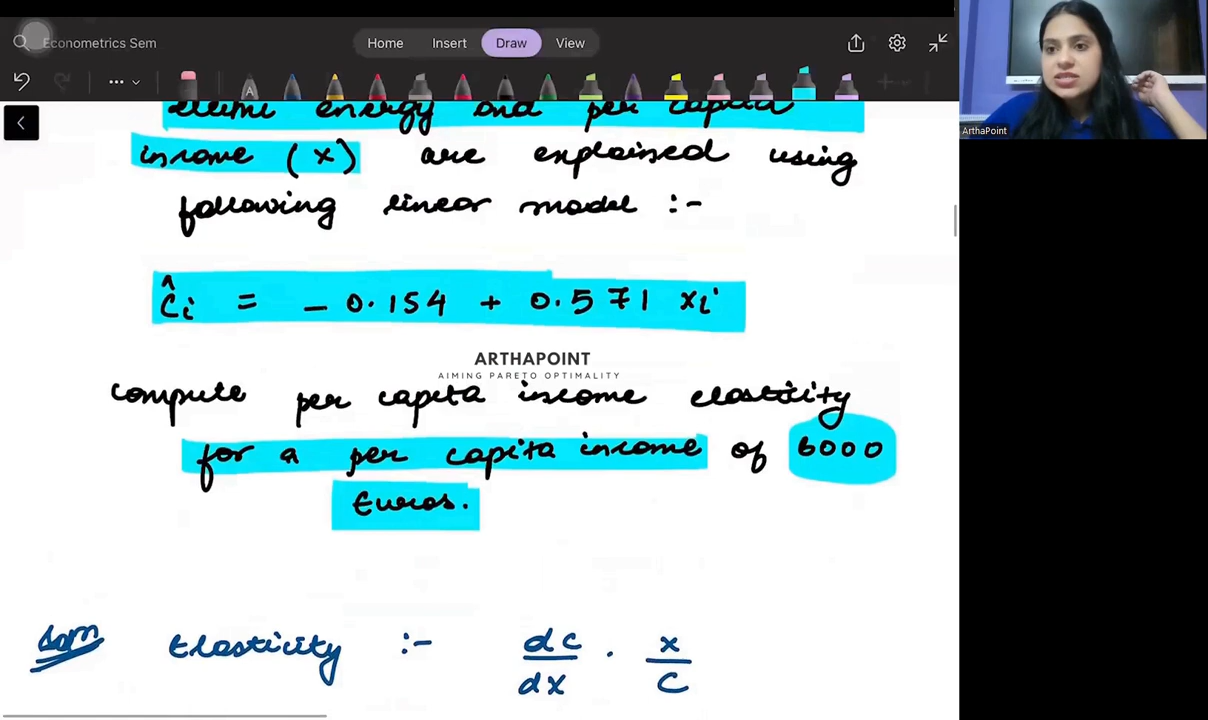 Econometrics Sem
Home Insert Draw View
A
energy and per capita
income (x) are explained using
following linear model :-
Ĉi = - 0.154 + 0.571 xi
ARTHAPOINT
AIMING PARETO OPTIMALITY
compute per capita income elasticity
for a per capita income of 6000
Euros.
Elasticity :- dC/dx . x/C
ArthaPoint